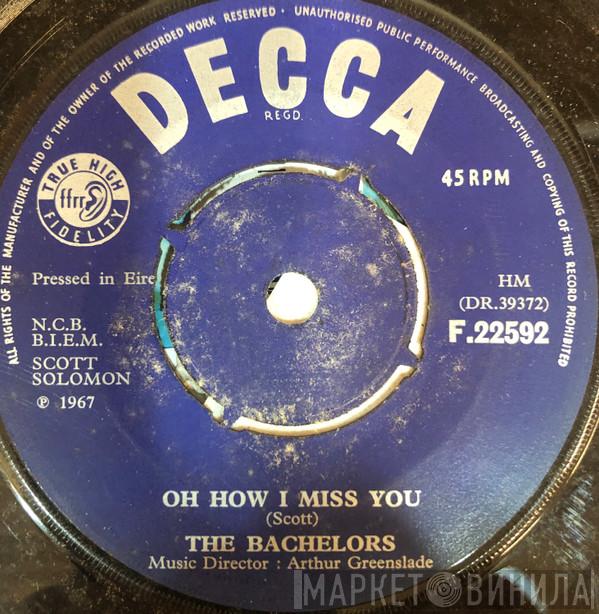 ALL RIGHTS OF THE MANUFACTURER AND OF THE OWNER OF THE RECORDED WORK RESERVED · UNAUTHORISED PUBLIC PERFORMANCE BROADCASTING AND COPYING OF THIS RECORD PROHIBITED
DECCA
REGD.
TRUE HIGH
ffrr
FIDELITY
45 RPM
Pressed in Eire
N.C.B.
B.I.E.M.
SCOTT
SOLOMON
℗ 1967
HM
(DR.39372)
F.22592
OH HOW I MISS YOU
(Scott)
THE BACHELORS
Music Director : Arthur Greenslade
МАРКЕТ ВИНИЛА